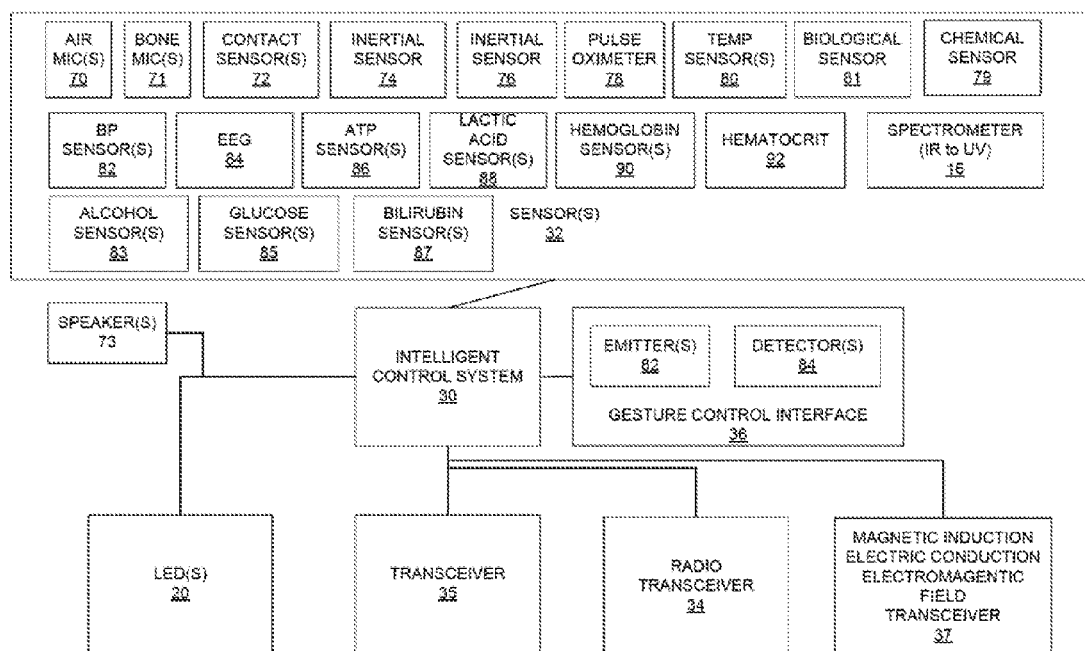 AIR
MIC(S)
70
BONE
MIC(S)
71
CONTACT
SENSOR(S)
72
INERTIAL
SENSOR
74
INERTIAL
SENSOR
76
PULSE
OXIMETER
78
TEMP
SENSOR(S)
80
BIOLOGICAL
SENSOR
81
CHEMICAL
SENSOR
79
BP
SENSOR(S)
82
EEG
84
ATP
SENSOR(S)
86
LACTIC
ACID
SENSOR(S)
88
HEMOGLOBIN
SENSOR(S)
90
HEMATOCRIT
92
SPECTROMETER
(IR to UV)
16
ALCOHOL
SENSOR(S)
83
GLUCOSE
SENSOR(S)
85
BILIRUBIN
SENSOR(S)
87
SENSOR(S)
32
SPEAKER(S)
73
INTELLIGENT
CONTROL SYSTEM
30
EMITTER(S)
82
DETECTOR(S)
84
GESTURE CONTROL INTERFACE
36
LED(S)
20
TRANSCEIVER
35
RADIO
TRANSCEIVER
34
MAGNETIC INDUCTION
ELECTRIC CONDUCTION
ELECTROMAGENTIC
FIELD
TRANSCEIVER
37